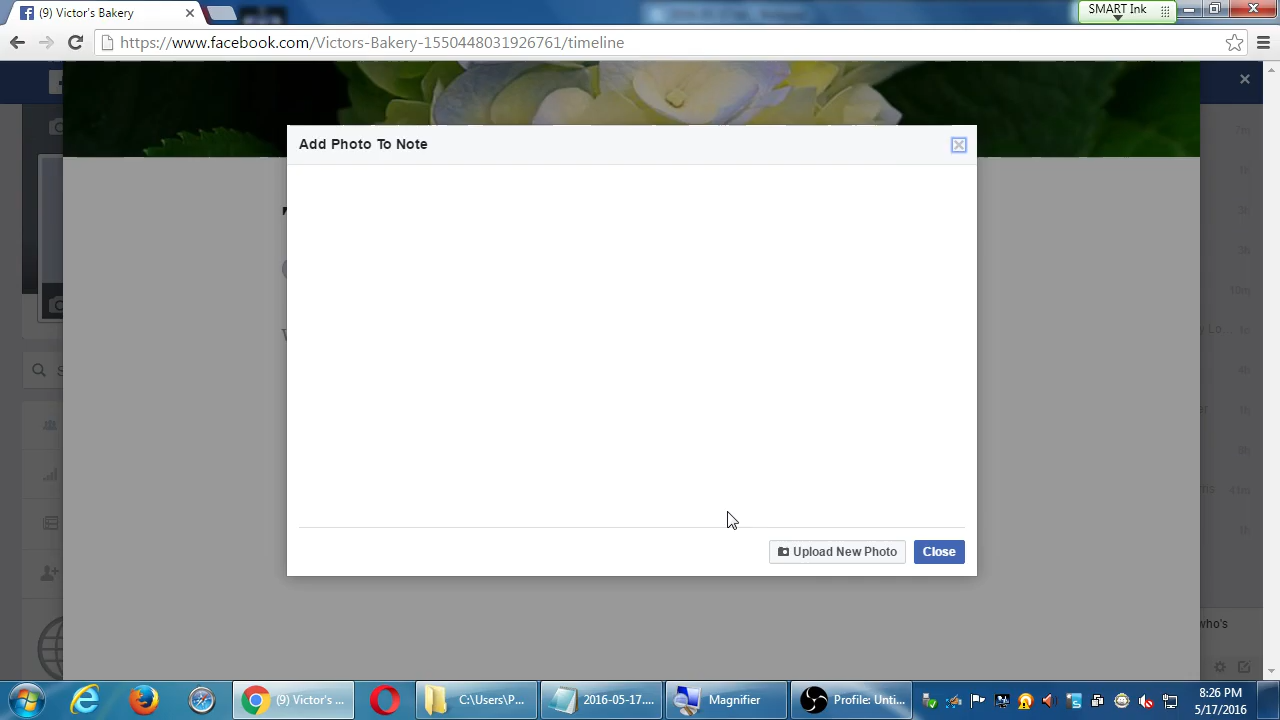 (9) Victor's Bakery
SMART Ink
https://www.facebook.com/Victors-Bakery-1550448031926761/timeline
Add Photo To Note
Upload New Photo
Close
who's
(9) Victor's ...
C:\Users\P...
2016-05-17....
Magnifier
Profile: Unti...
8:26 PM
5/17/2016